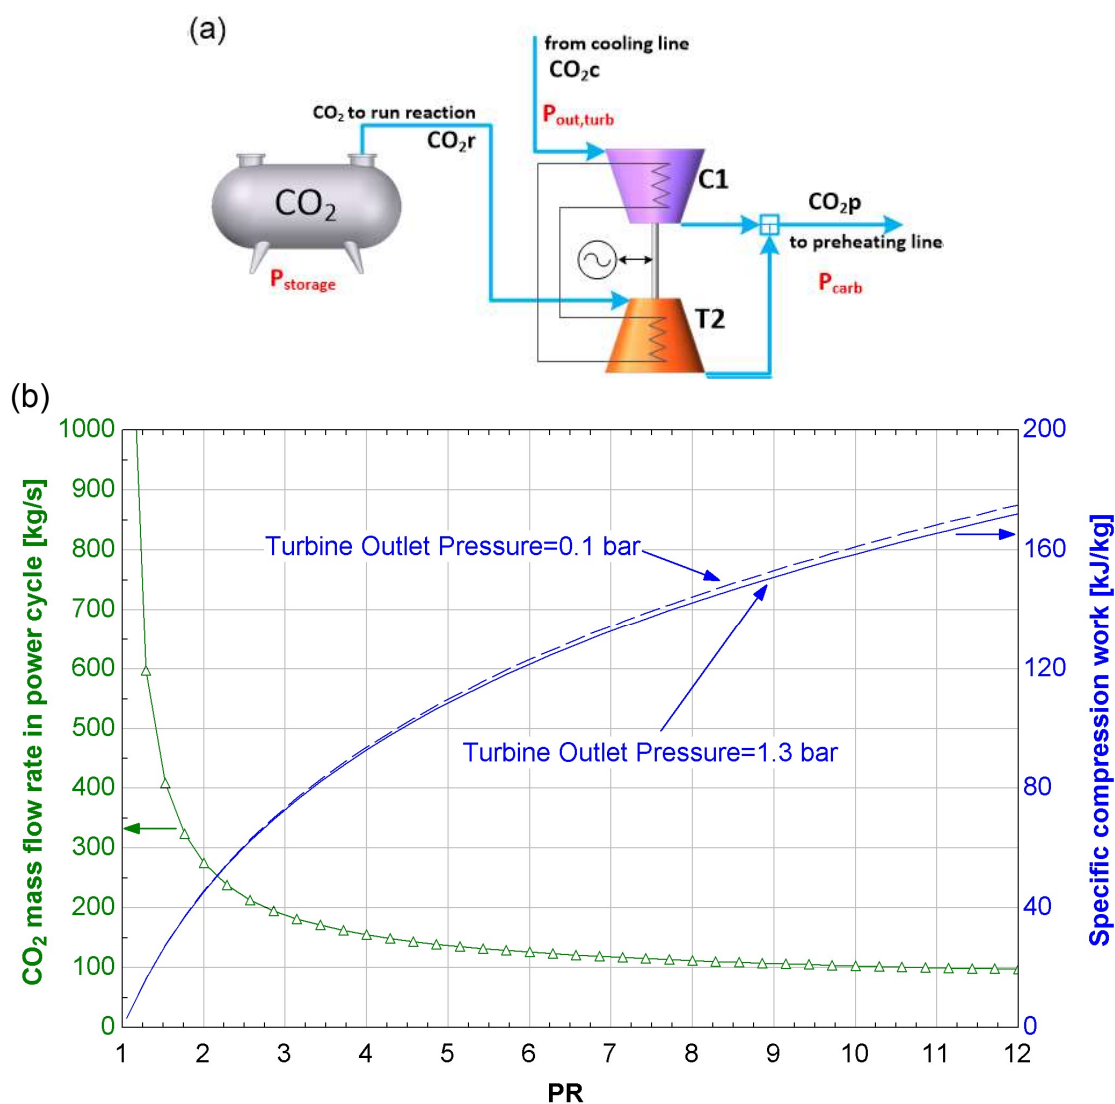 (a)
from cooling line
CO₂c
CO₂ to run reaction
CO₂r
P_out,turb
C1
CO₂
CO₂p
to preheating line
P_storage
P_carb
T2
(b)
CO₂ mass flow rate in power cycle [kg/s]
1000
900
800
700
600
500
400
300
200
100
0
Turbine Outlet Pressure=0.1 bar
Turbine Outlet Pressure=1.3 bar
200
160
120
80
40
0
Specific compression work [kJ/kg]
1 2 3 4 5 6 7 8 9 10 11 12
PR